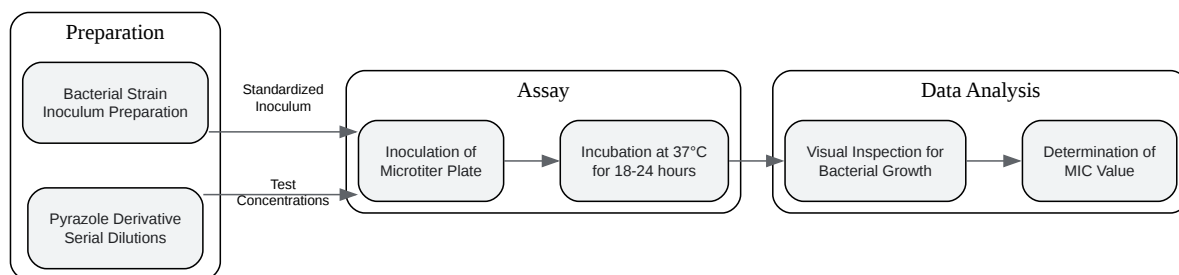 Preparation
Bacterial Strain
Inoculum Preparation
Pyrazole Derivative
Serial Dilutions
Standardized
Inoculum
Test
Concentrations
Assay
Inoculation of
Microtiter Plate
Incubation at 37°C
for 18-24 hours
Data Analysis
Visual Inspection for
Bacterial Growth
Determination of
MIC Value